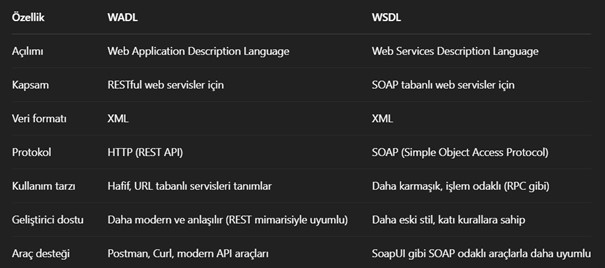 Özellik WADL WSDL
Açılımı Web Application Description Language Web Services Description Language
Kapsam RESTful web servisler için SOAP tabanlı web servisler için
Veri formatı XML XML
Protokol HTTP (REST API) SOAP (Simple Object Access Protocol)
Kullanım tarzı Hafif, URL tabanlı servisleri tanımlar Daha karmaşık, işlem odaklı (RPC gibi)
Geliştirici dostu Daha modern ve anlaşılır (REST mimarisiyle uyumlu) Daha eski stil, katı kurallara sahip
Araç desteği Postman, Curl, modern API araçları SoapUI gibi SOAP odaklı araçlarla daha uyumlu